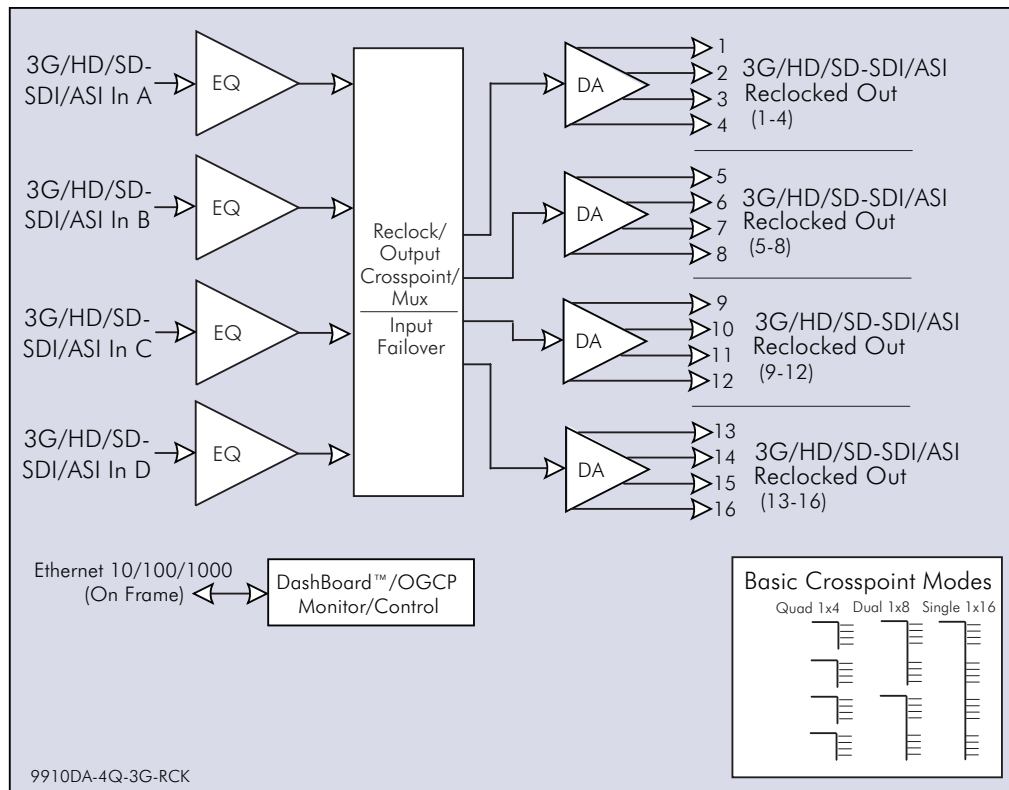 3G/HD/SD-
SDI/ASI In A
EQ
3G/HD/SD-
SDI/ASI In B
EQ
3G/HD/SD-
SDI/ASI In C
EQ
3G/HD/SD-
SDI/ASI In D
EQ
Reclock/
Output
Crosspoint/
Mux
Input
Failover
DA
1
2
3
4
3G/HD/SD-SDI/ASI
Reclocked Out
(1-4)
DA
5
6
7
8
3G/HD/SD-SDI/ASI
Reclocked Out
(5-8)
DA
9
10
11
12
3G/HD/SD-SDI/ASI
Reclocked Out
(9-12)
DA
13
14
15
16
3G/HD/SD-SDI/ASI
Reclocked Out
(13-16)
Ethernet 10/100/1000
(On Frame)
DashBoard™/OGCP
Monitor/Control
Basic Crosspoint Modes
Quad 1x4 Dual 1x8 Single 1x16
9910DA-4Q-3G-RCK